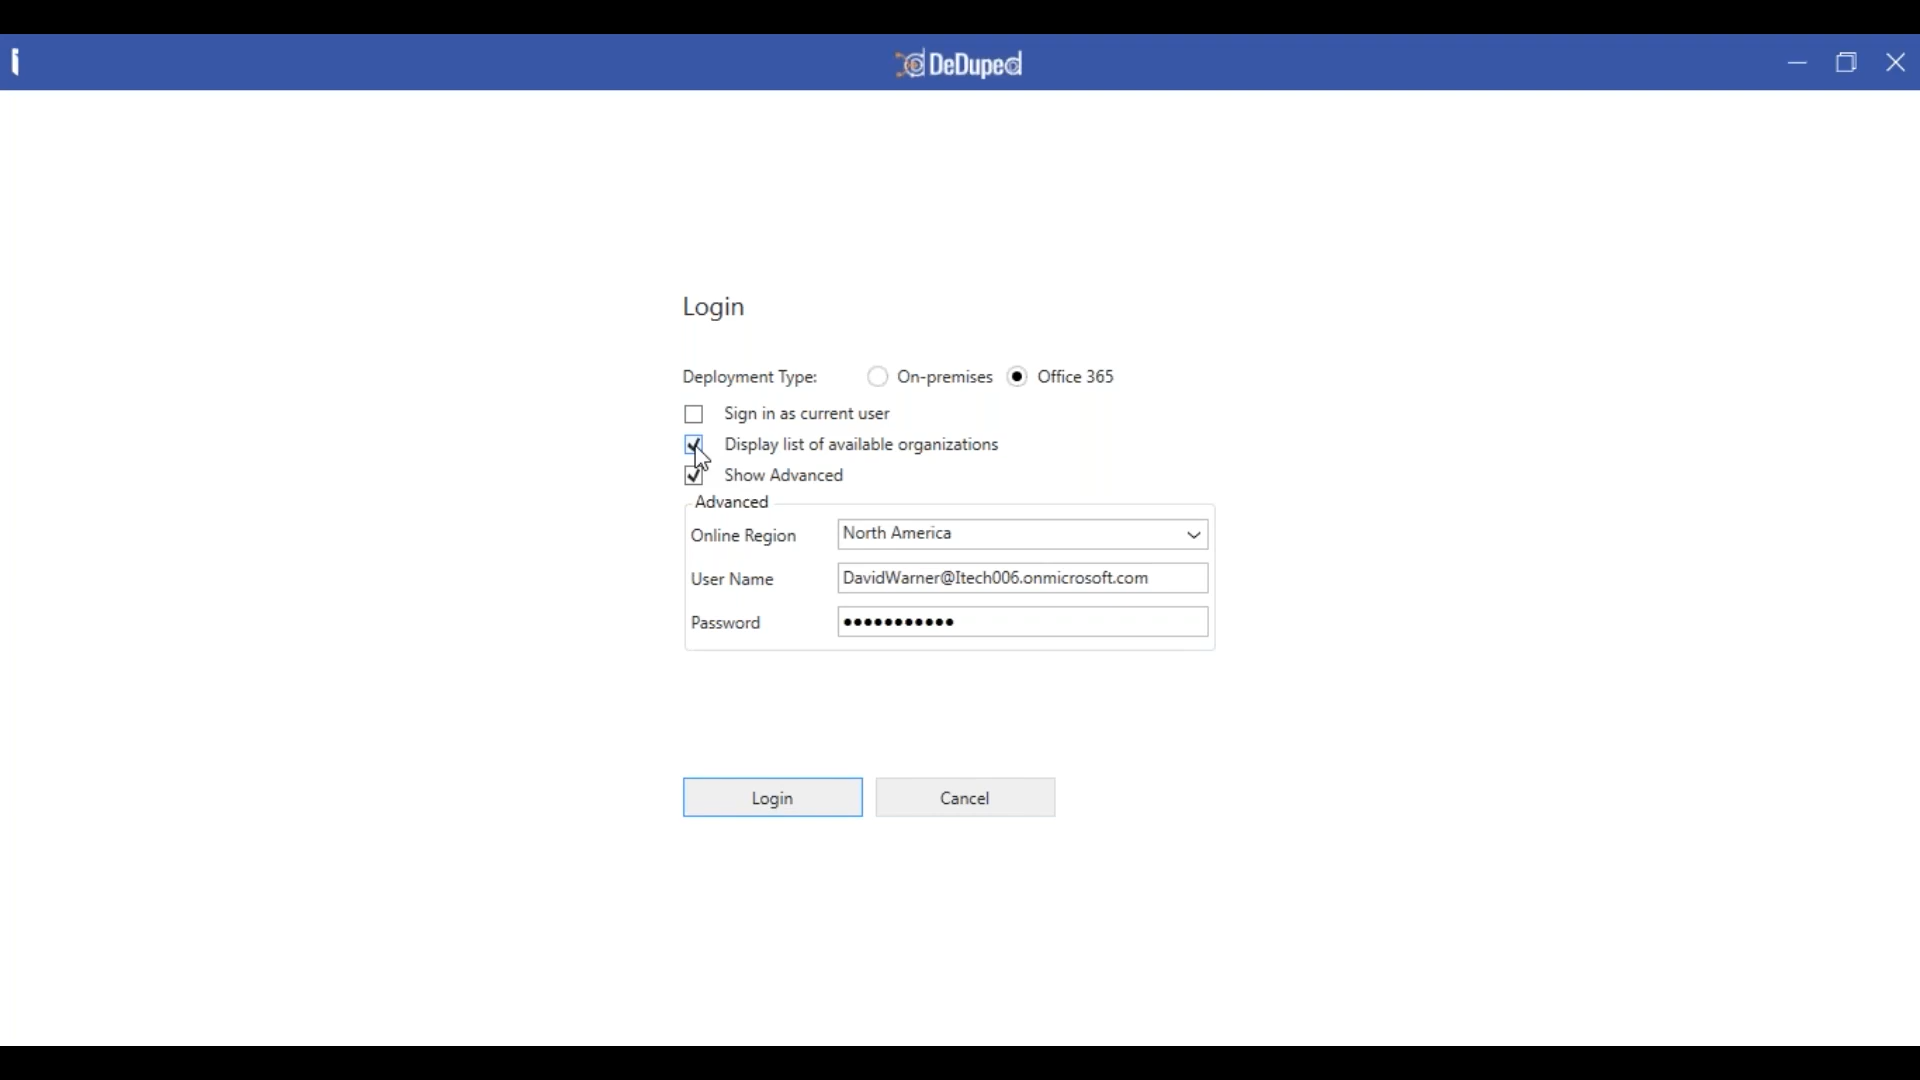 DeDuped
Login
Deployment Type: On-premises Office 365
Sign in as current user
Display list of available organizations
Show Advanced
Advanced
Online Region North America
User Name DavidWarner@Itech006.onmicrosoft.com
Password •••••••••••
Login Cancel